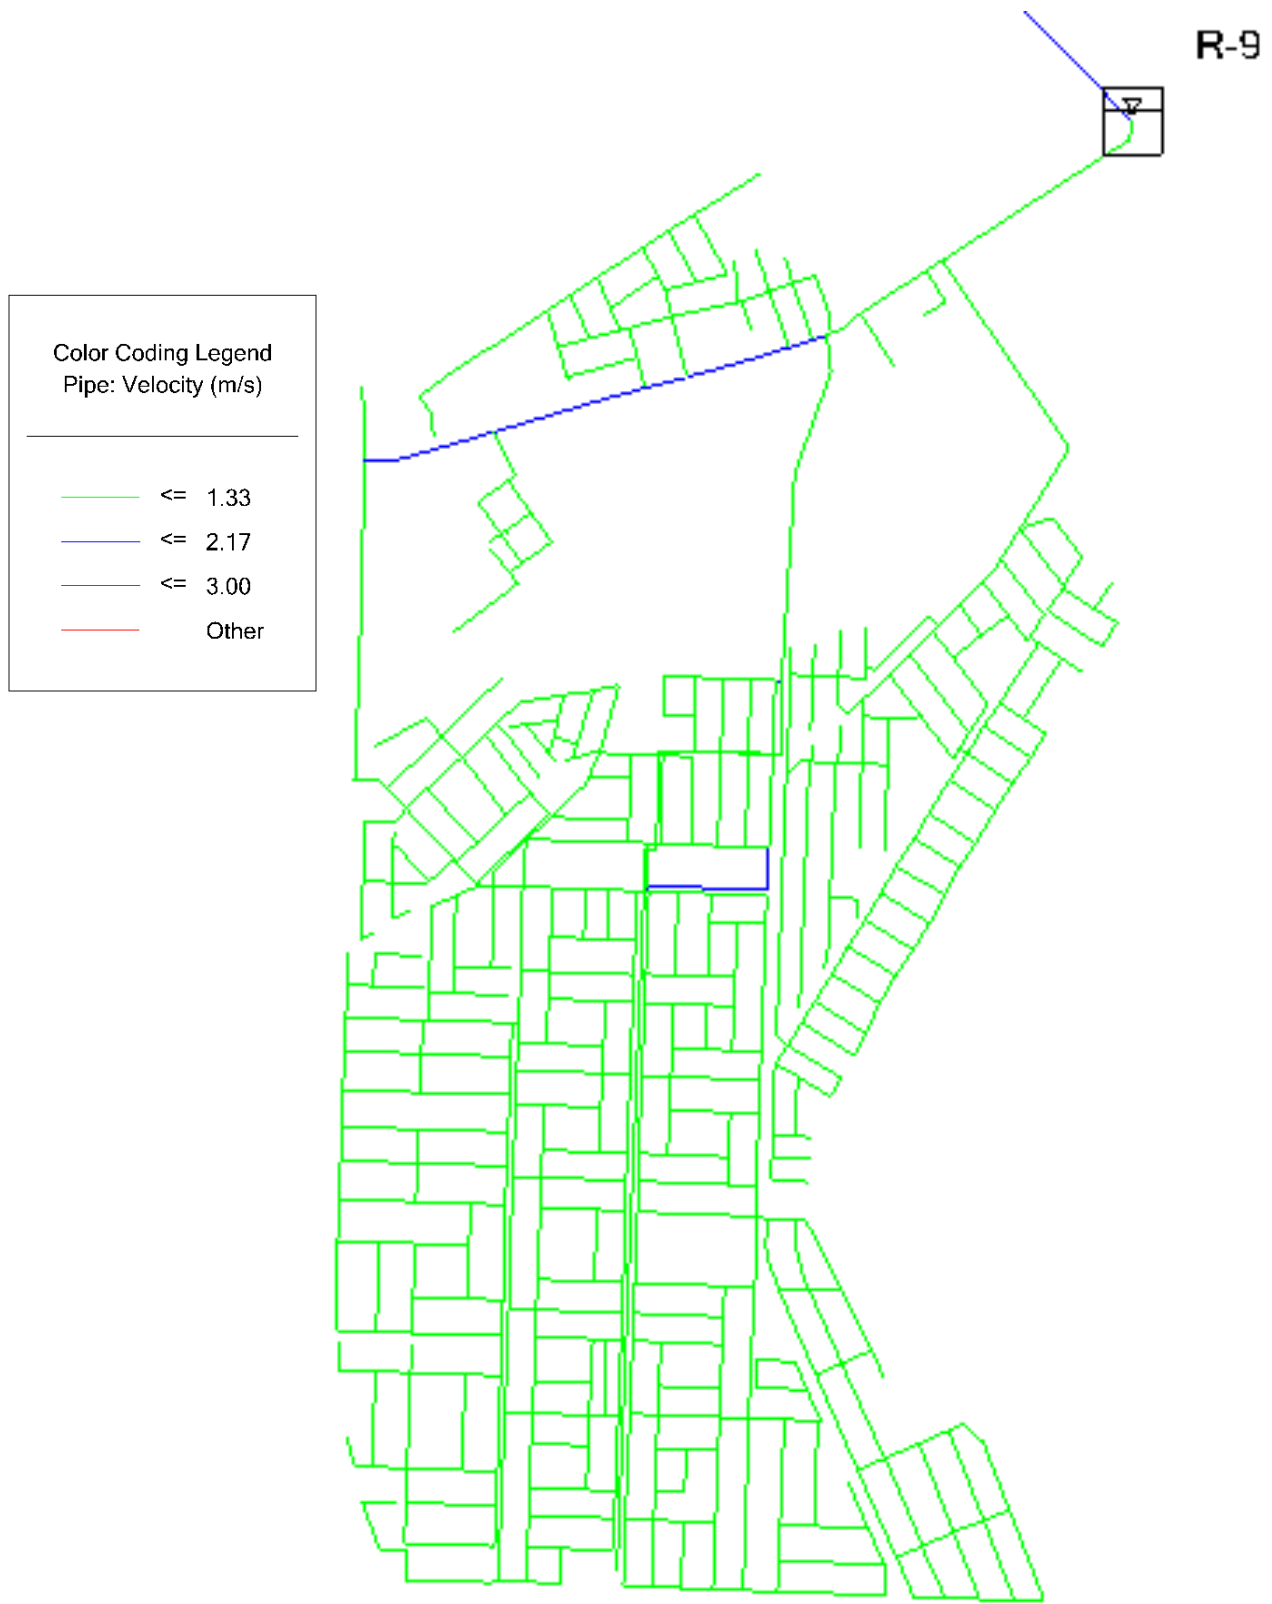 R-9
Color Coding Legend
Pipe: Velocity (m/s)
<= 1.33
<= 2.17
<= 3.00
Other